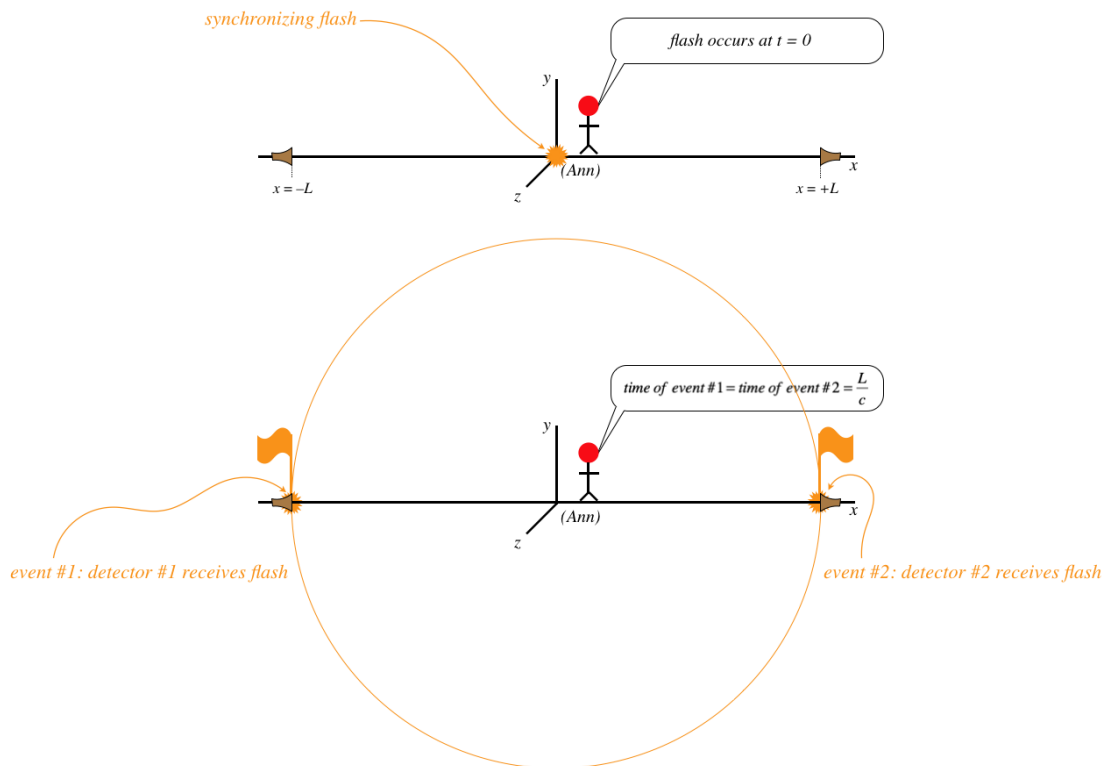 synchronizing flash
flash occurs at t = 0
y
(Ann)
x
z
x = –L
x = +L
time of event #1 = time of event #2 = L/c
y
(Ann)
x
z
event #1: detector #1 receives flash
event #2: detector #2 receives flash